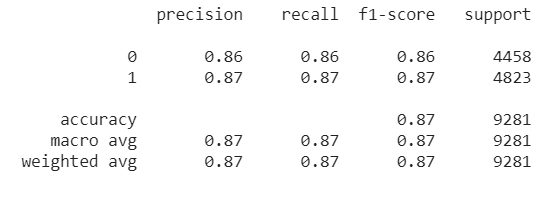 precision recall f1-score support
0 0.86 0.86 0.86 4458
1 0.87 0.87 0.87 4823
accuracy 0.87 9281
macro avg 0.87 0.87 0.87 9281
weighted avg 0.87 0.87 0.87 9281